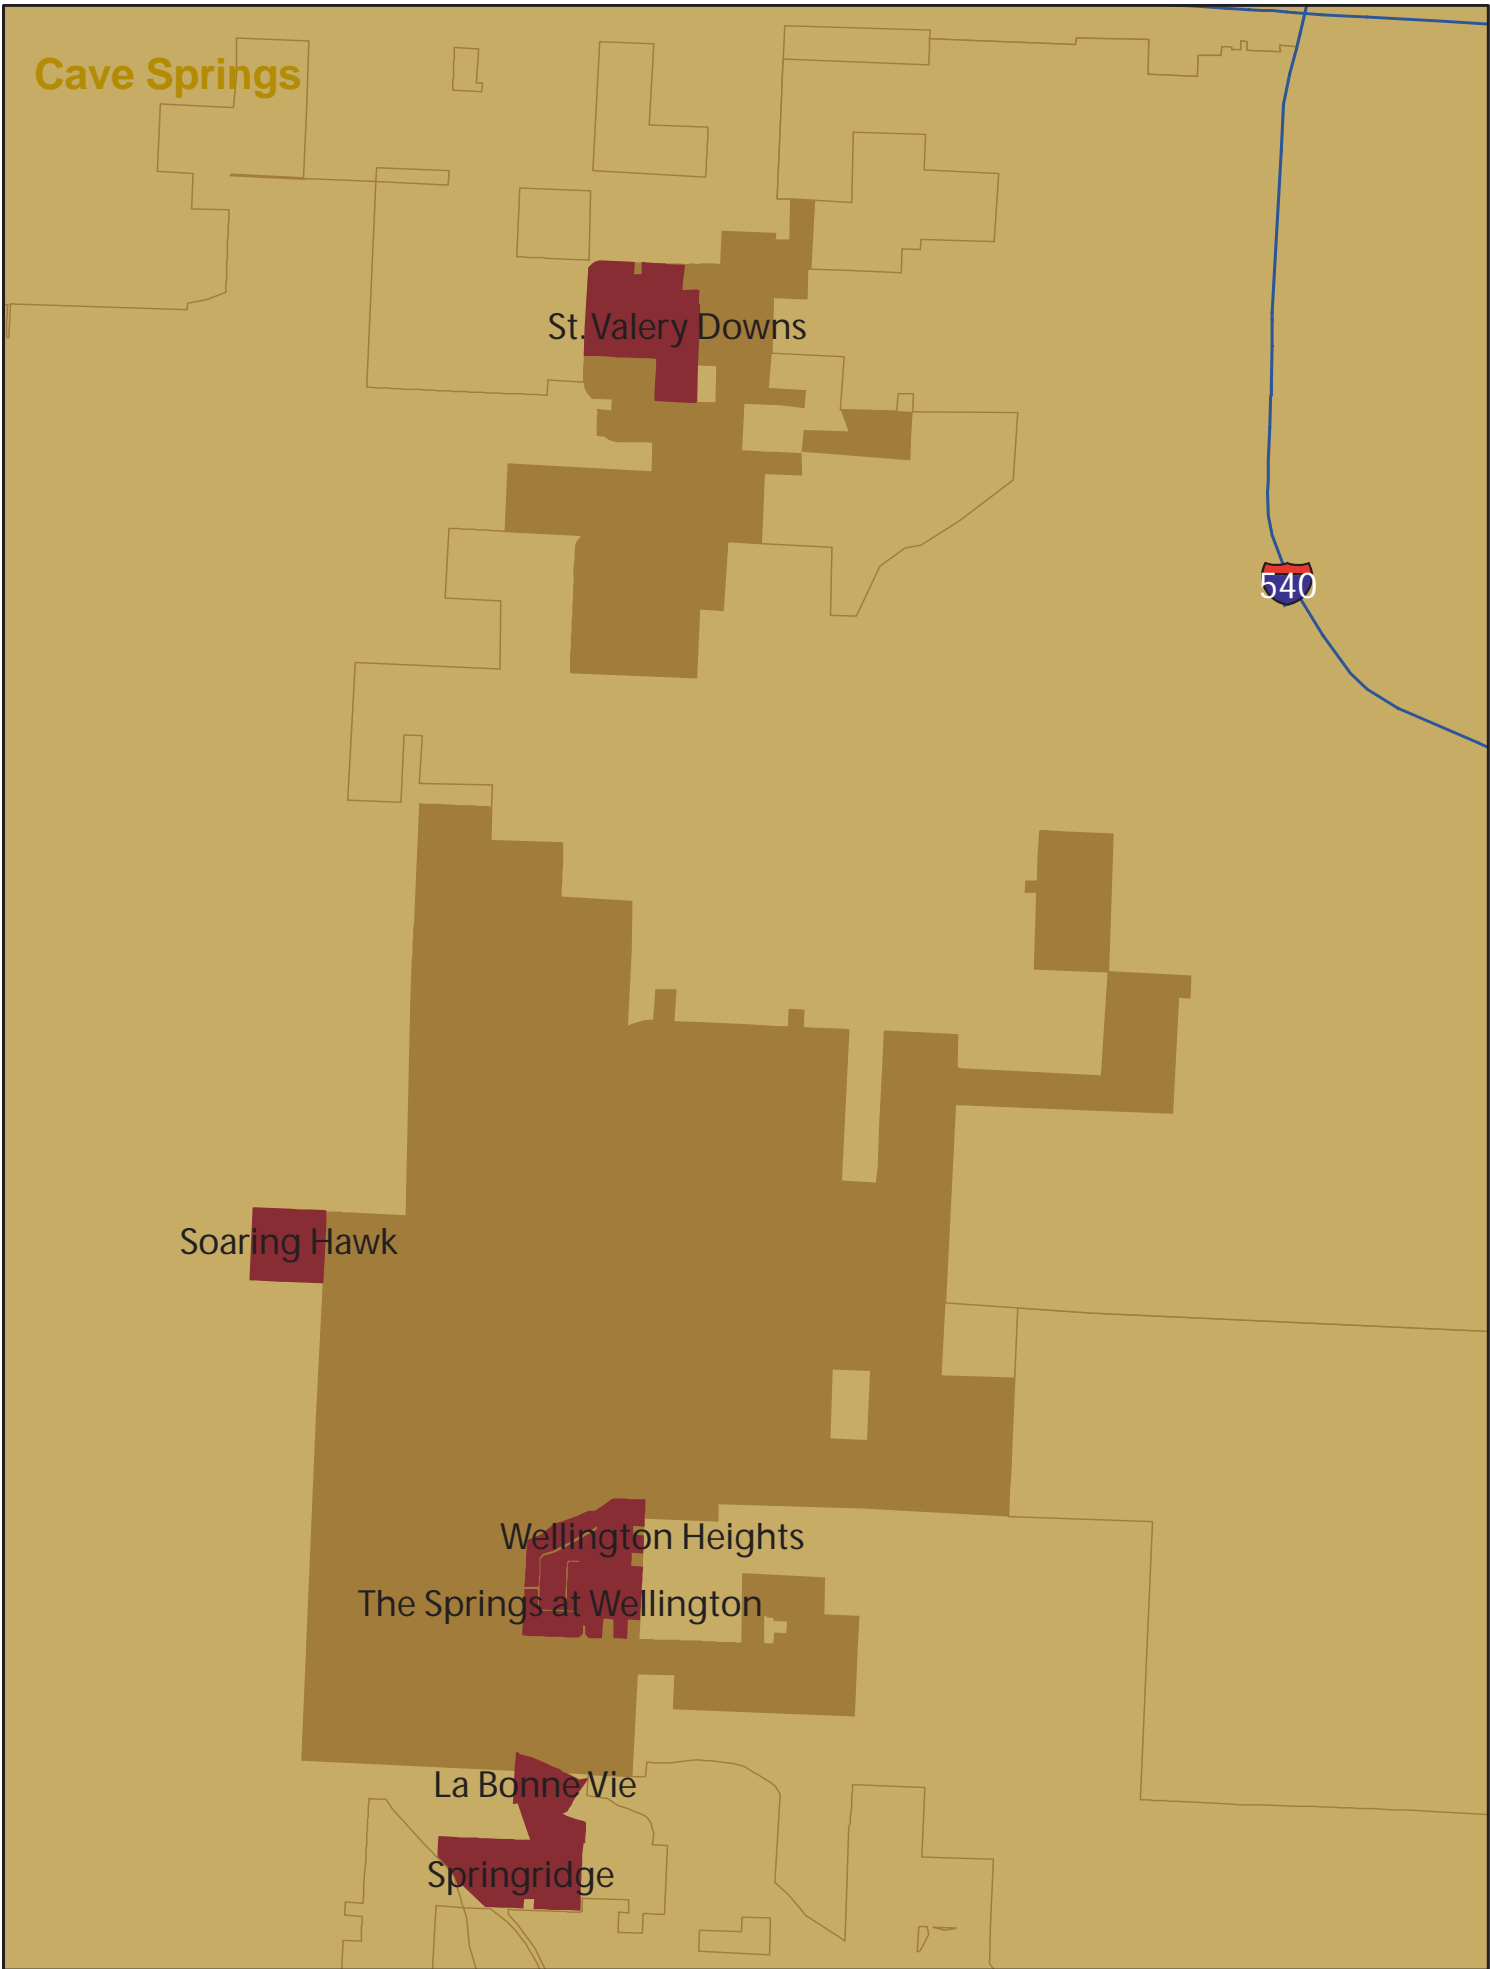 Cave Springs
St. Valery Downs
540
Soaring Hawk
Wellington Heights
The Springs at Wellington
La Bonne Vie
Springridge